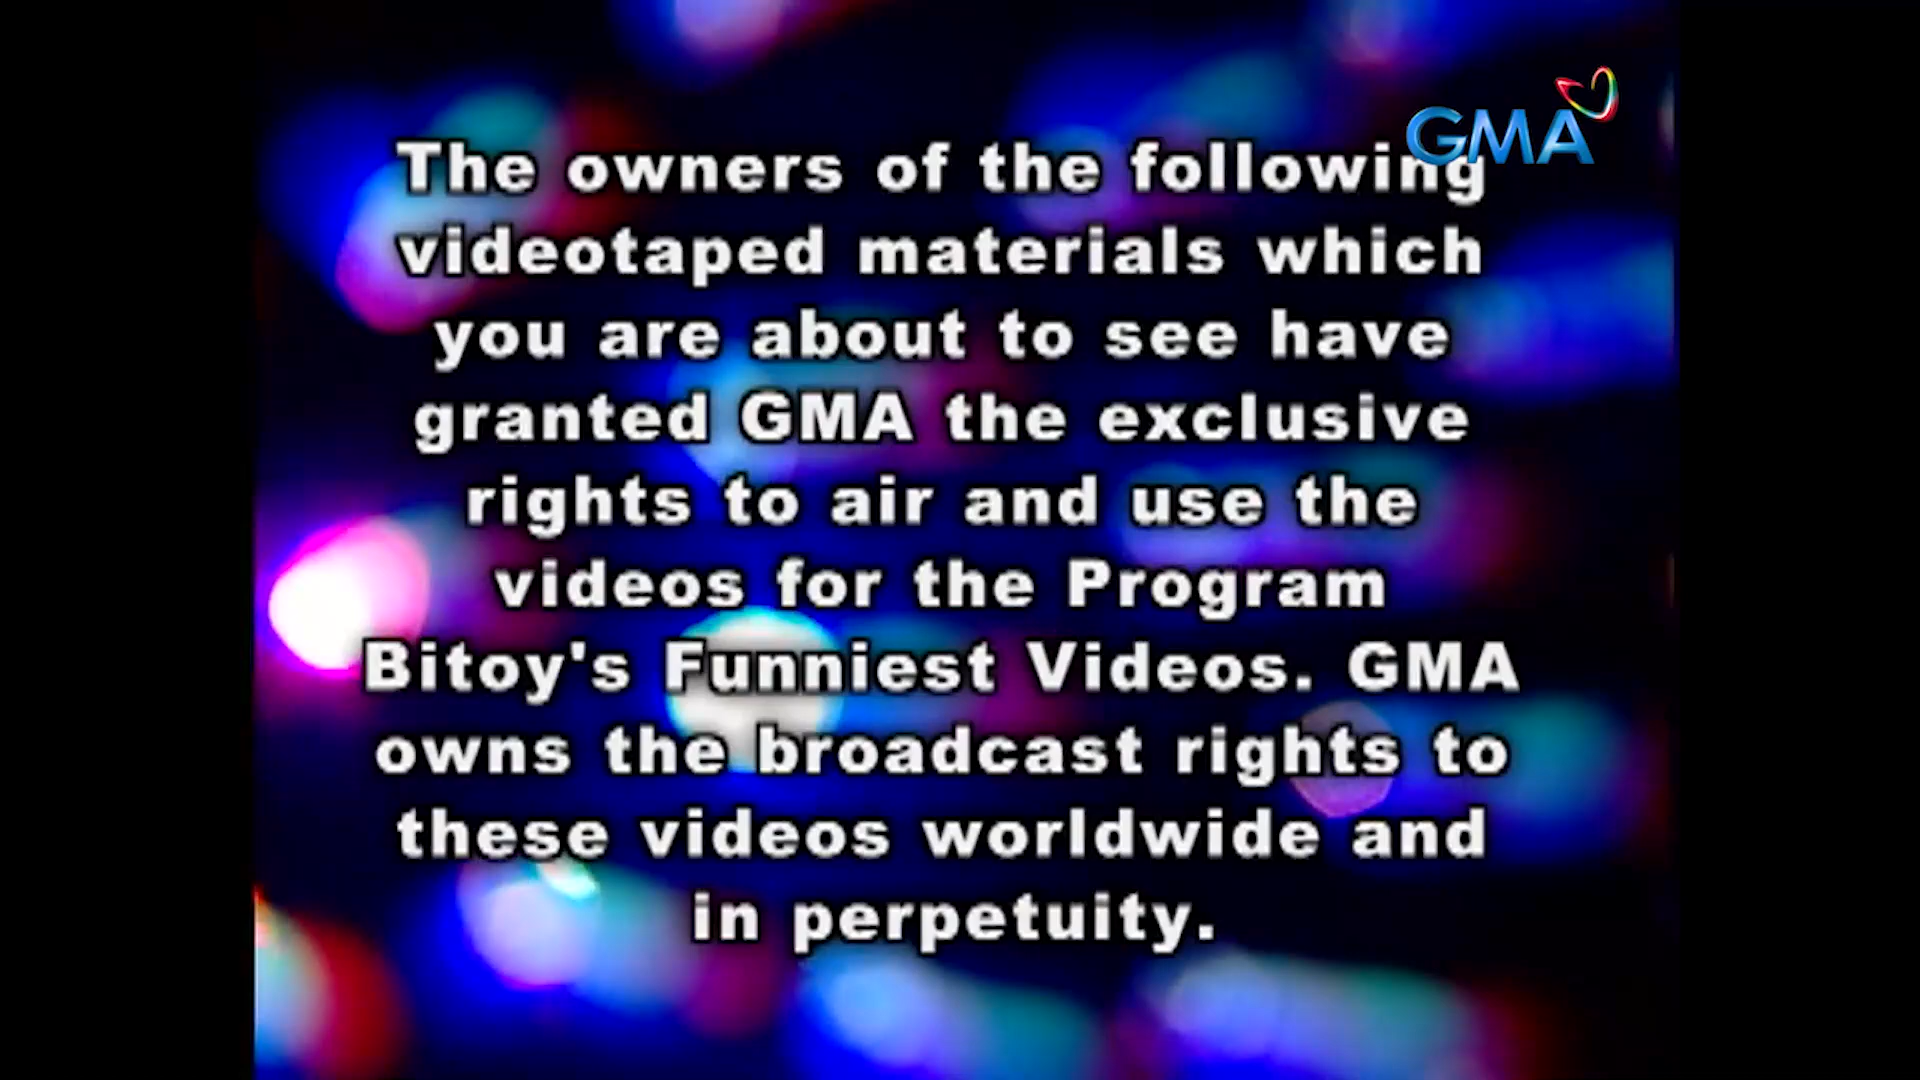 GMA
The owners of the following
videotaped materials which
you are about to see have
granted GMA the exclusive
rights to air and use the
videos for the Program
Bitoy's Funniest Videos. GMA
owns the broadcast rights to
these videos worldwide and
in perpetuity.